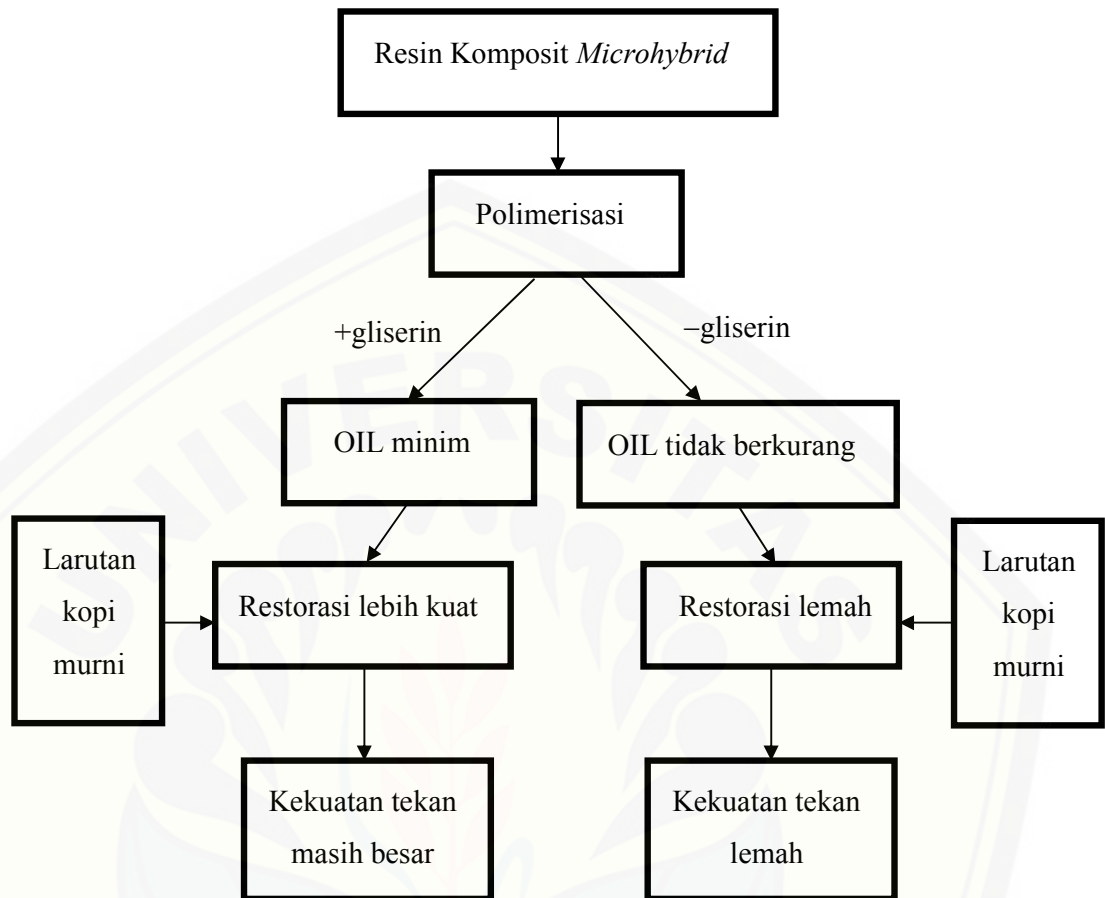 Resin Komposit Microhybrid
Polimerisasi
+gliserin
−gliserin
OIL minim
OIL tidak berkurang
Larutan
kopi
murni
Restorasi lebih kuat
Restorasi lemah
Larutan
kopi
murni
Kekuatan tekan
masih besar
Kekuatan tekan
lemah
UNIVERSITAS